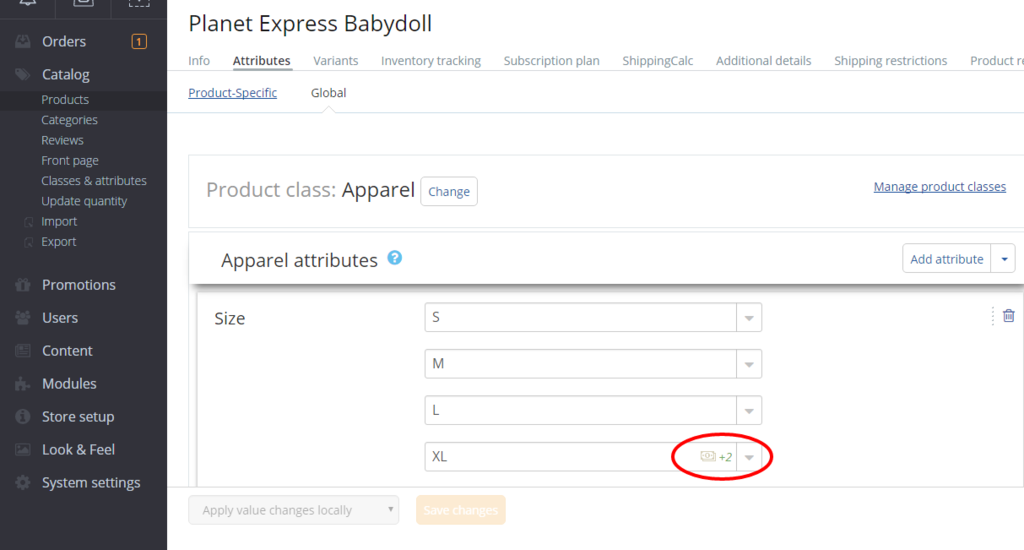 Planet Express Babydoll
Orders 1
Catalog
Products
Categories
Reviews
Front page
Classes & attributes
Update quantity
Import
Export
Promotions
Users
Content
Modules
Store setup
Look & Feel
System settings
Info Attributes Variants Inventory tracking Subscription plan ShippingCalc Additional details Shipping restrictions Product re
Product-Specific Global
Product class: Apparel Change Manage product classes
Apparel attributes ? Add attribute
Size S
M
L
XL +2
Apply value changes locally Save changes